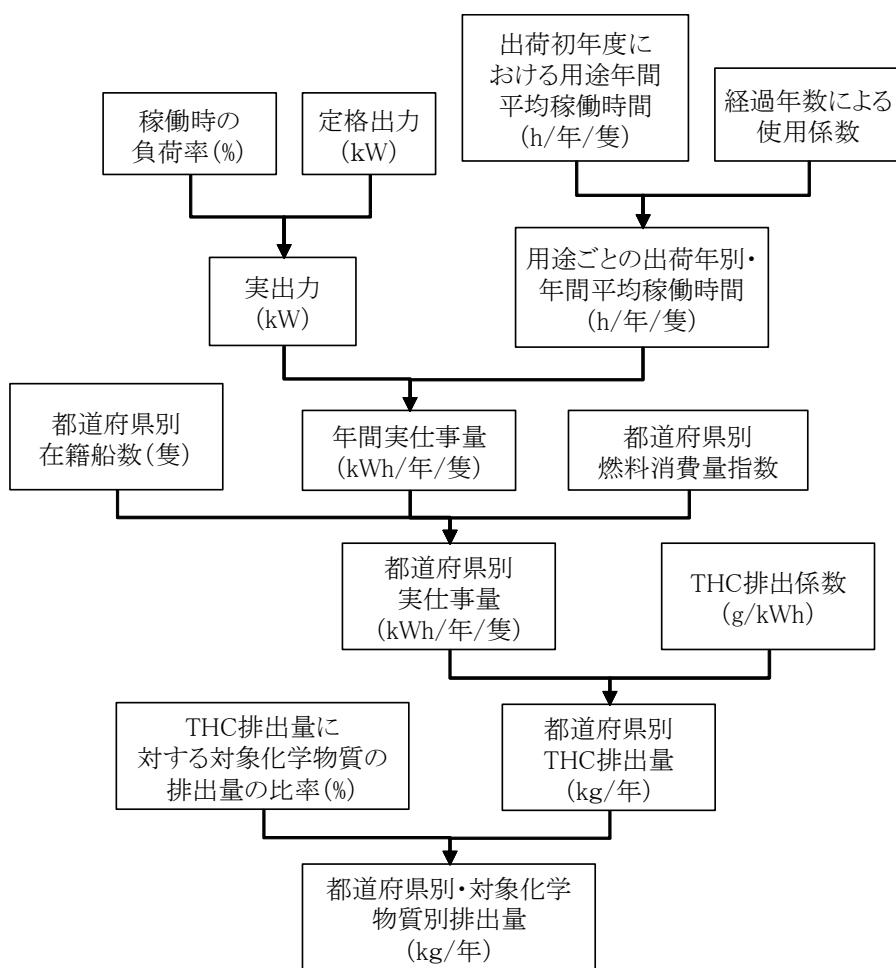 出荷初年度に
おける用途年間
平均稼働時間
(h/年/隻)
経過年数による
使用係数
稼働時の
負荷率(%)
定格出力
(kW)
実出力
(kW)
用途ごとの出荷年別・
年間平均稼働時間
(h/年/隻)
都道府県別
在籍船数(隻)
年間実仕事量
(kWh/年/隻)
都道府県別
燃料消費量指数
都道府県別
実仕事量
(kWh/年/隻)
THC排出係数
(g/kWh)
THC排出量に
対する対象化学物質の
排出量の比率(%)
都道府県別
THC排出量
(kg/年)
都道府県別・対象化学
物質別排出量
(kg/年)